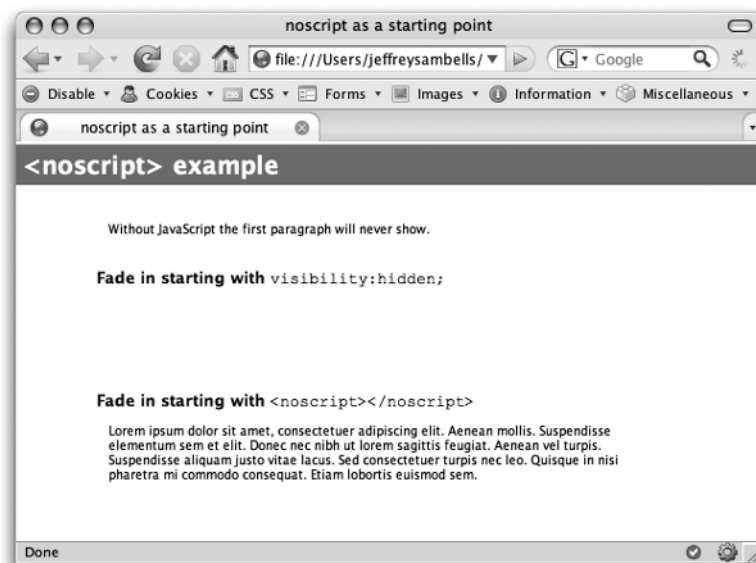 noscript as a starting point
file:///Users/jeffreysambells/
G Google
Disable Cookies CSS Forms Images Information Miscellaneous
noscript as a starting point
<noscript> example
Without JavaScript the first paragraph will never show.
Fade in starting with visibility:hidden;
Fade in starting with <noscript></noscript>
Lorem ipsum dolor sit amet, consectetuer adipiscing elit. Aenean mollis. Suspendisse
elementum sem et elit. Donec nec nibh ut lorem sagittis feugiat. Aenean vel turpis.
Suspendisse aliquam justo vitae lacus. Sed consectetuer turpis nec leo. Quisque in nisi
pharetra mi commodo consequat. Etiam lobortis euismod sem.
Done